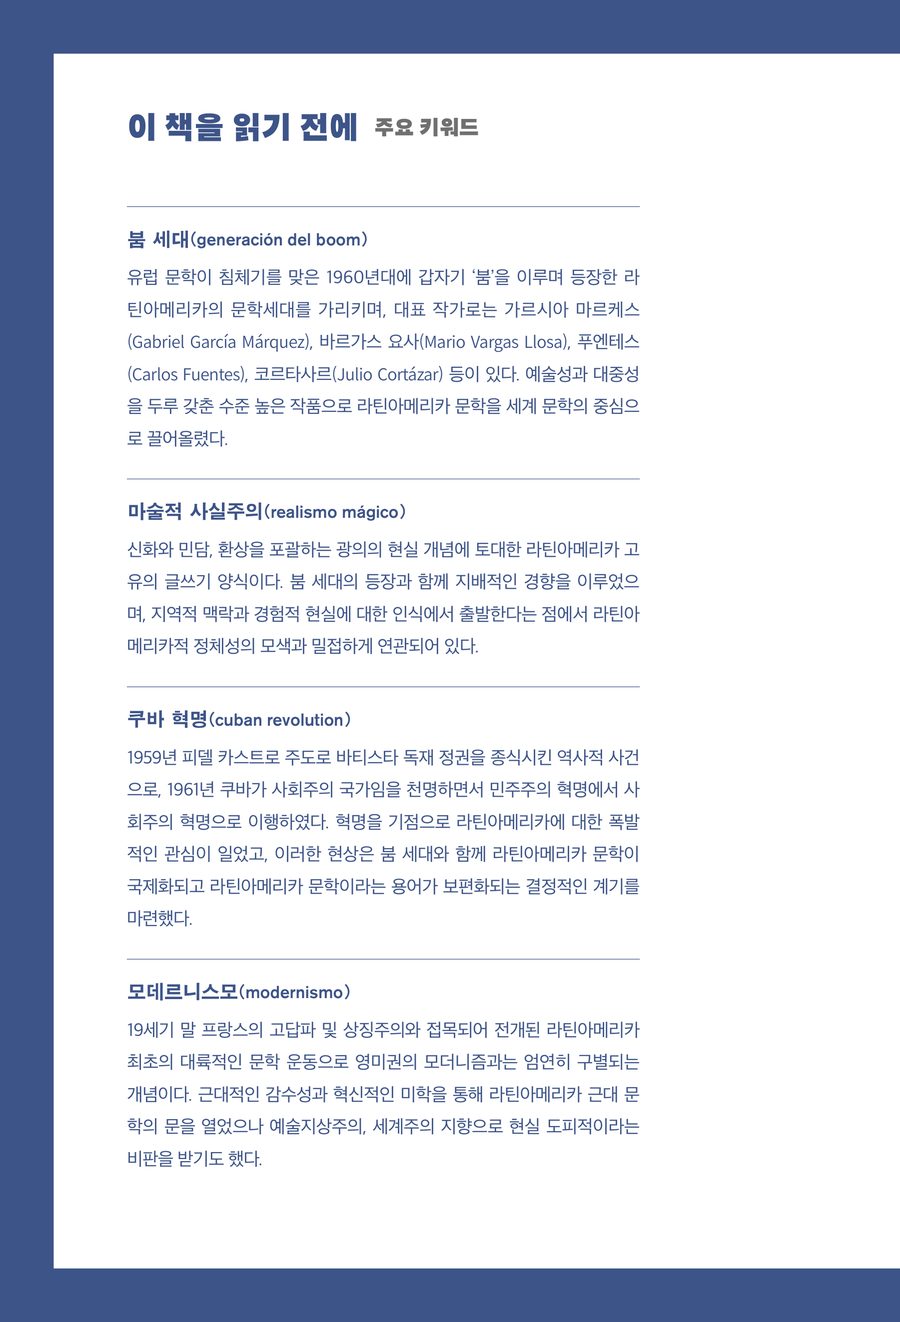 이 책을 읽기 전에 주요 키워드
붐 세대(generación del boom)
유럽 문학이 침체기를 맞은 1960년대에 갑자기 ‘붐’을 이루며 등장한 라
틴아메리카의 문학세대를 가리키며, 대표 작가로는 가르시아 마르케스
(Gabriel García Márquez), 바르가스 요사(Mario Vargas Llosa), 푸엔테스
(Carlos Fuentes), 코르타사르(Julio Cortázar) 등이 있다. 예술성과 대중성
을 두루 갖춘 수준 높은 작품으로 라틴아메리카 문학을 세계 문학의 중심으
로 끌어올렸다.
마술적 사실주의(realismo mágico)
신화와 민담, 환상을 포괄하는 광의의 현실 개념에 토대한 라틴아메리카 고
유의 글쓰기 양식이다. 붐 세대의 등장과 함께 지배적인 경향을 이루었으
며, 지역적 맥락과 경험적 현실에 대한 인식에서 출발한다는 점에서 라틴아
메리카적 정체성의 모색과 밀접하게 연관되어 있다.
쿠바 혁명(cuban revolution)
1959년 피델 카스트로 주도로 바티스타 독재 정권을 종식시킨 역사적 사건
으로, 1961년 쿠바가 사회주의 국가임을 천명하면서 민주주의 혁명에서 사
회주의 혁명으로 이행하였다. 혁명을 기점으로 라틴아메리카에 대한 폭발
적인 관심이 일었고, 이러한 현상은 붐 세대와 함께 라틴아메리카 문학이
국제화되고 라틴아메리카 문학이라는 용어가 보편화되는 결정적인 계기를
마련했다.
모데르니스모(modernismo)
19세기 말 프랑스의 고답파 및 상징주의와 접목되어 전개된 라틴아메리카
최초의 대륙적인 문학 운동으로 영미권의 모더니즘과는 엄연히 구별되는
개념이다. 근대적인 감수성과 혁신적인 미학을 통해 라틴아메리카 근대 문
학의 문을 열었으나 예술지상주의, 세계주의 지향으로 현실 도피적이라는
비판을 받기도 했다.